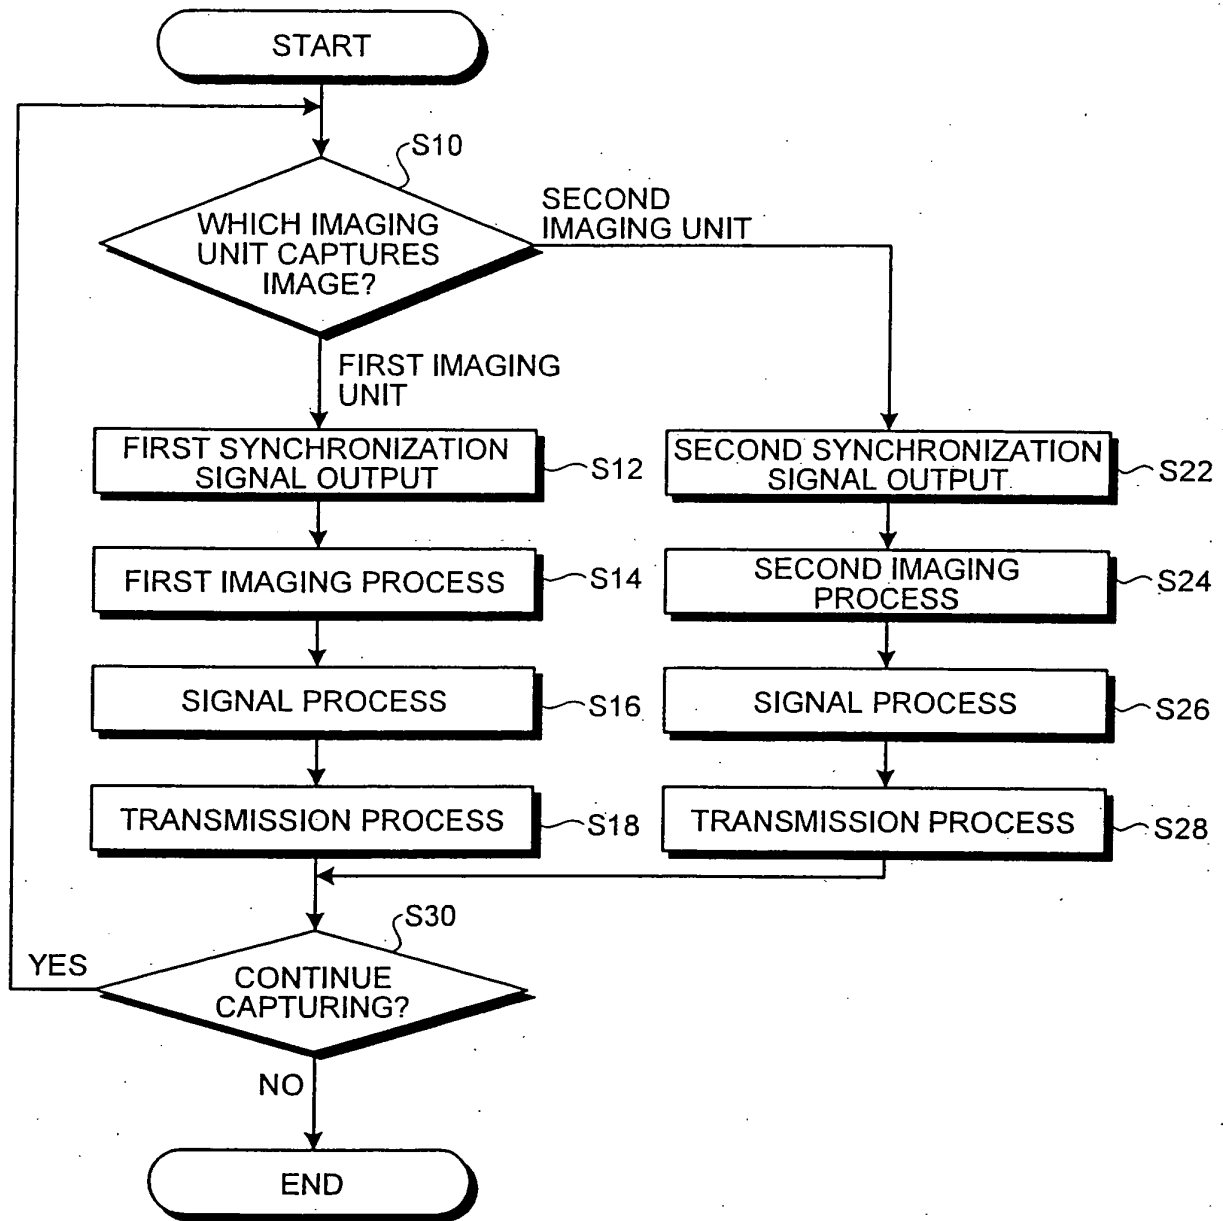 START
S10
WHICH IMAGING
UNIT CAPTURES
IMAGE?
SECOND
IMAGING UNIT
FIRST IMAGING
UNIT
FIRST SYNCHRONIZATION
SIGNAL OUTPUT
S12
SECOND SYNCHRONIZATION
SIGNAL OUTPUT
S22
FIRST IMAGING PROCESS
S14
SECOND IMAGING
PROCESS
S24
SIGNAL PROCESS
S16
SIGNAL PROCESS
S26
TRANSMISSION PROCESS
S18
TRANSMISSION PROCESS
S28
S30
YES
CONTINUE
CAPTURING?
NO
END